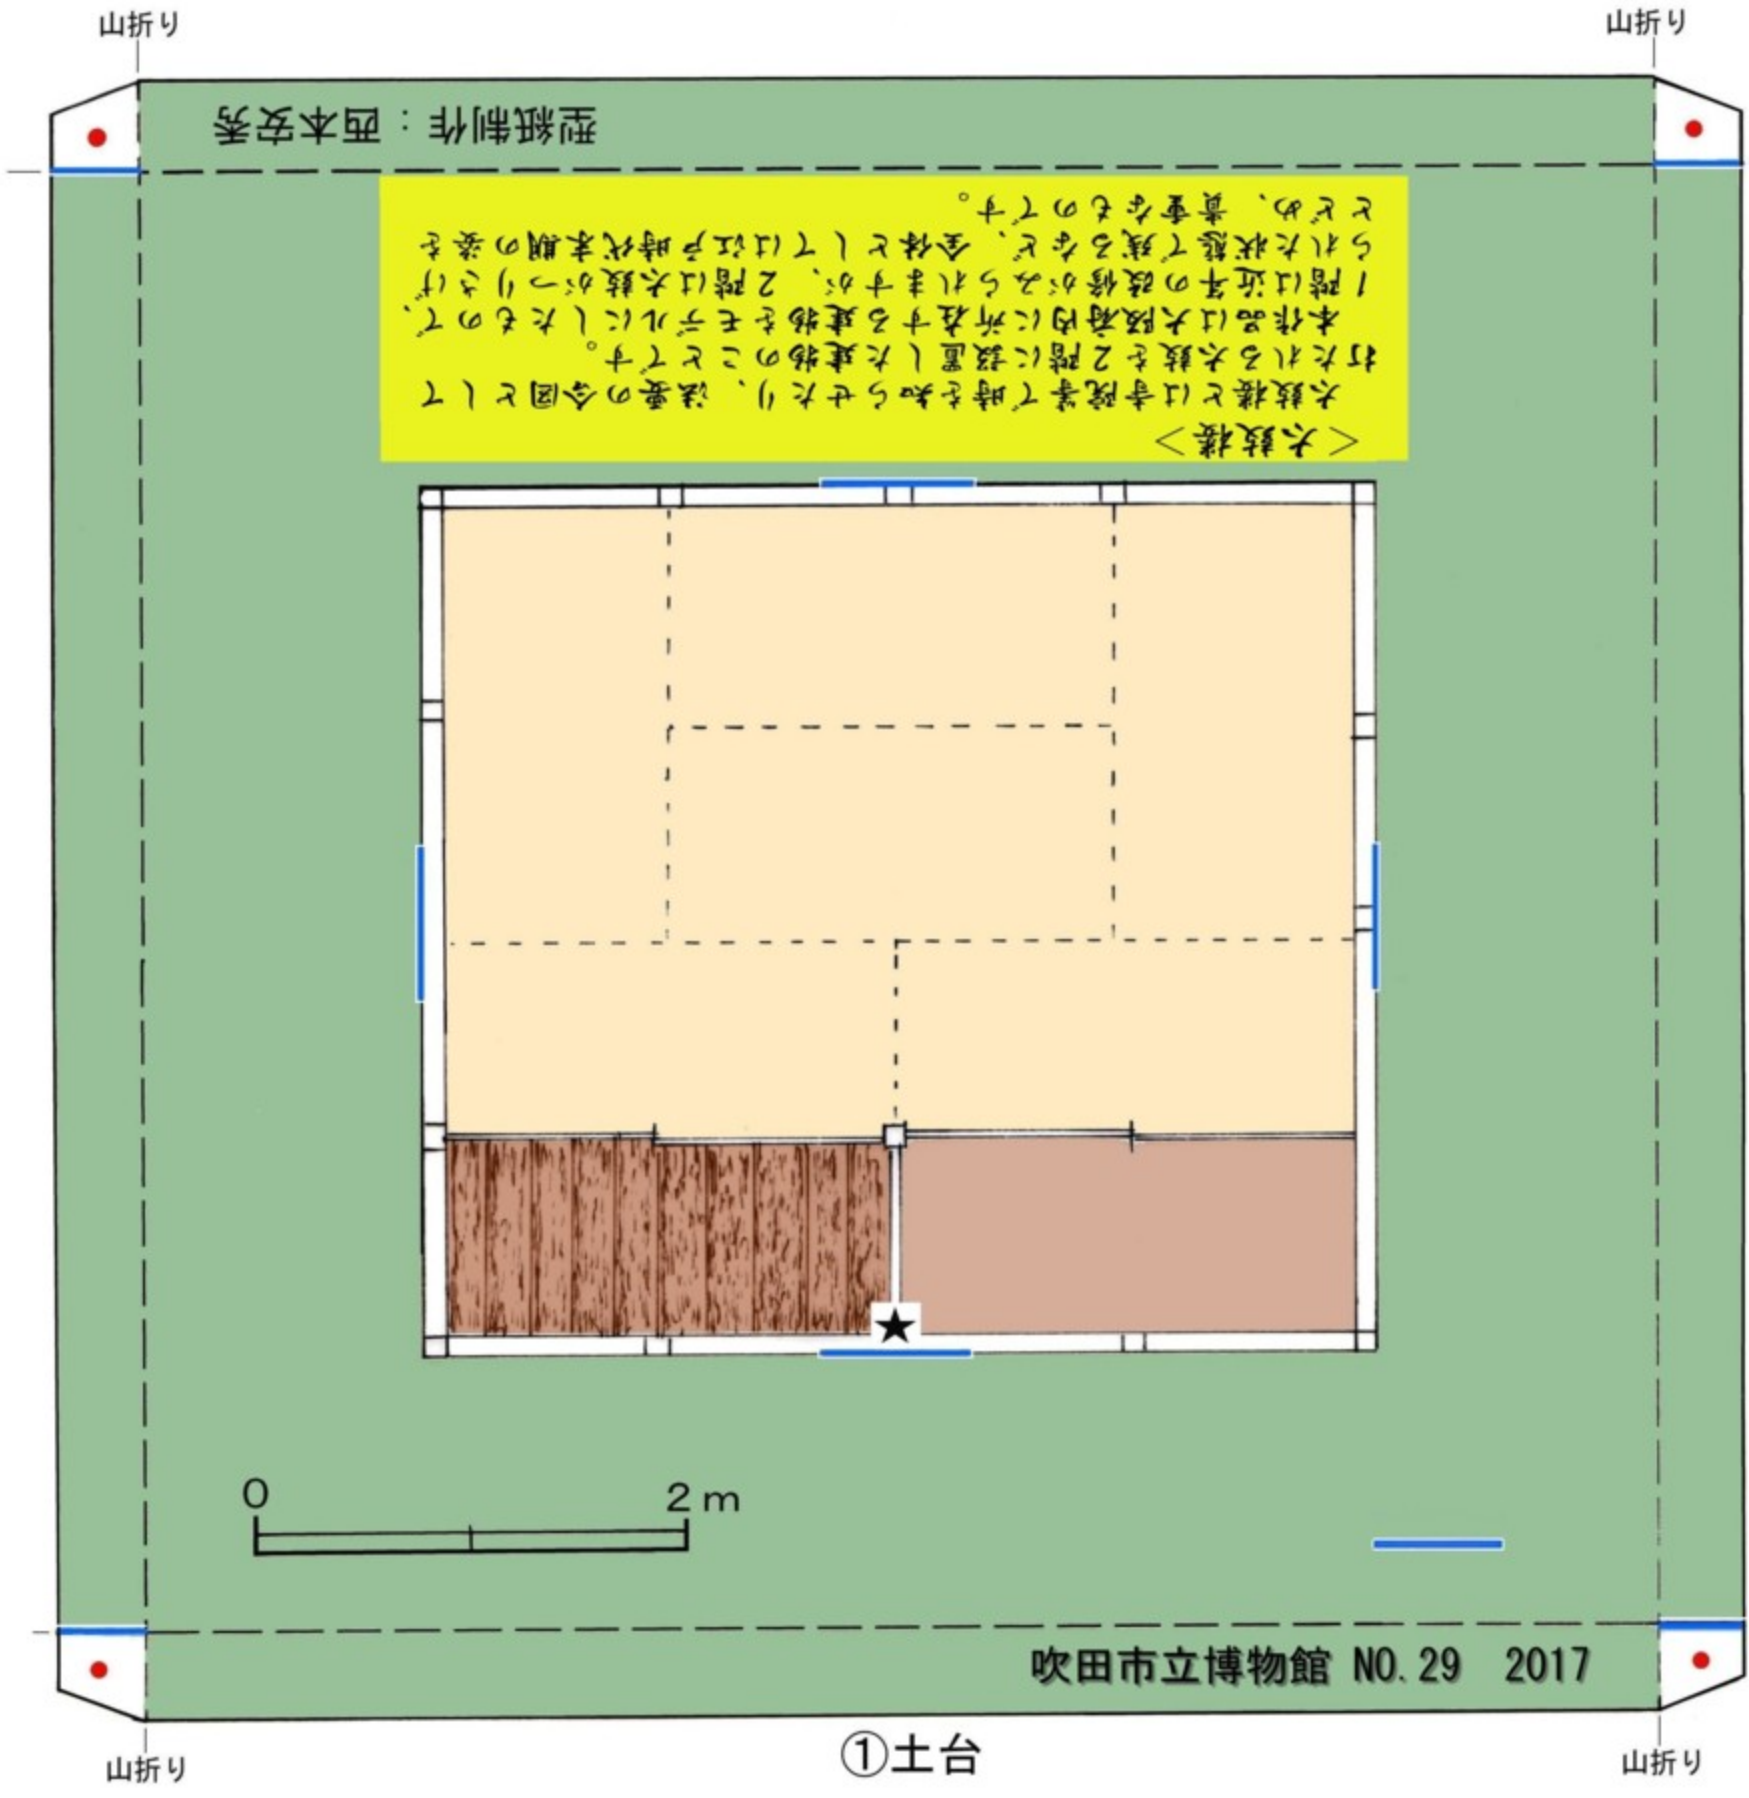 山折り
山折り
型紙制作：西本安秀
＜太鼓楼＞
太鼓楼とは寺院等で時を知らせたり、法要の合図として
打たれる太鼓を２階に設置した建物のことです。
本作品は大阪府内に所在する建物をモデルにしたもので、
１階は近年の改修がみられますが、２階は太鼓がつりさげ
られた状態で残るなど、全体としては江戸時代末期の姿を
とどめ、貴重なものです。
★
0 2m
吹田市立博物館 NO.29 2017
①土台
山折り
山折り